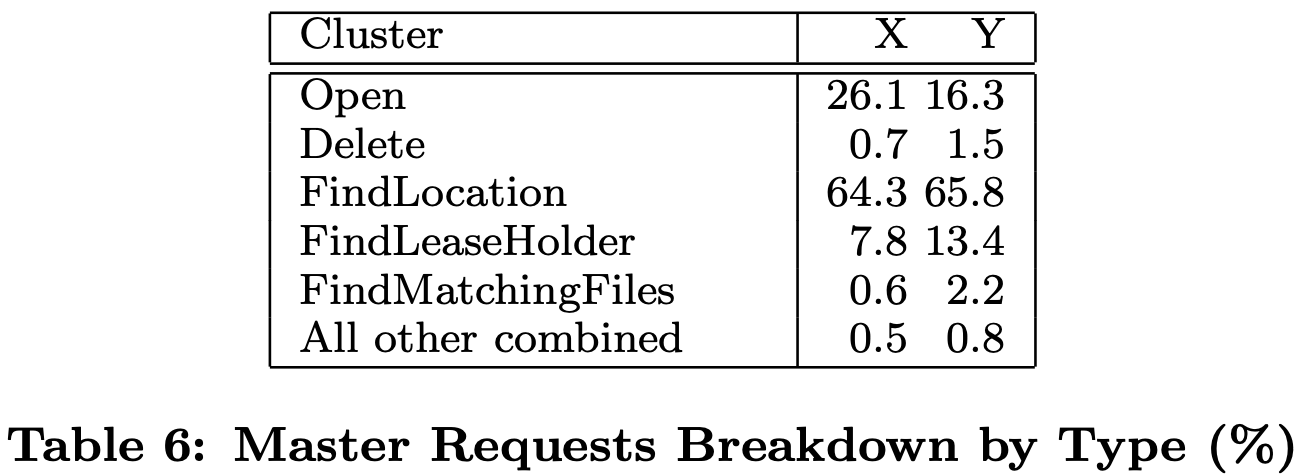 Cluster X Y
Open 26.1 16.3
Delete 0.7 1.5
FindLocation 64.3 65.8
FindLeaseHolder 7.8 13.4
FindMatchingFiles 0.6 2.2
All other combined 0.5 0.8
Table 6: Master Requests Breakdown by Type (%)